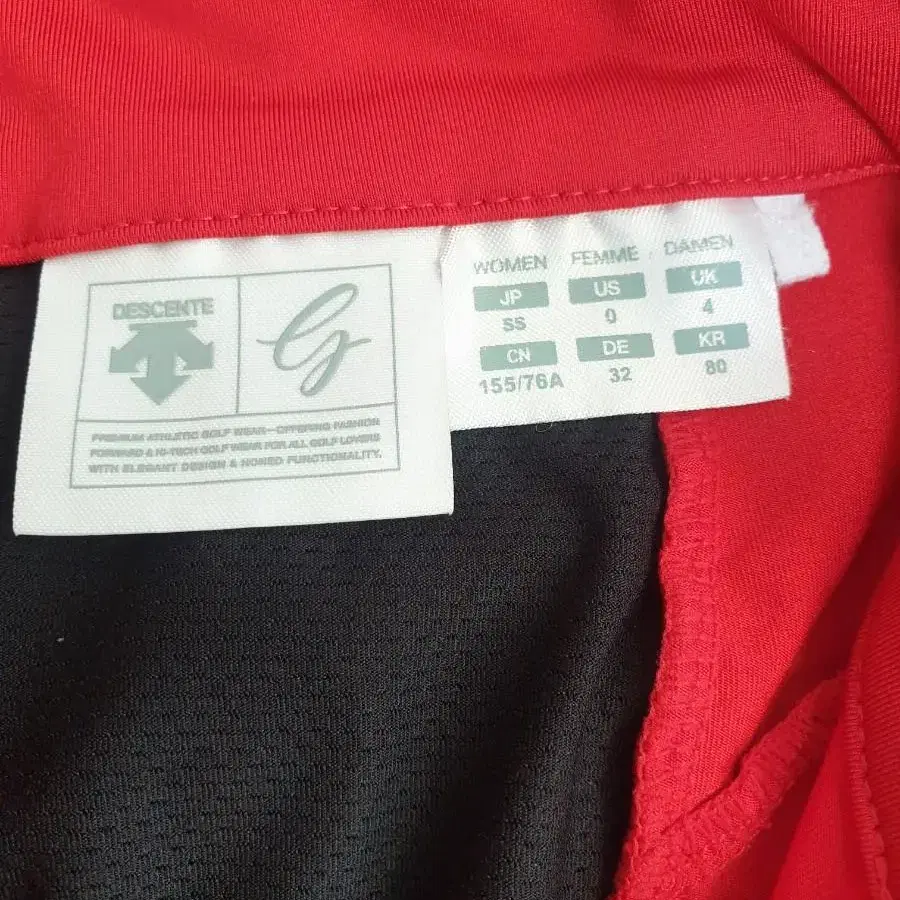 DESCENTE
PREMIUM ATHLETIC GOLF WEAR—OFFERING FASHION
FORWARD & HI-TECH GOLF WEAR FOR ALL GOLF LOVERS
WITH ELEGANT DESIGN & HONED FUNCTIONALITY.
WOMEN FEMME DAMEN
JP US UK
SS 0 4
CN DE KR
155/76A 32 80